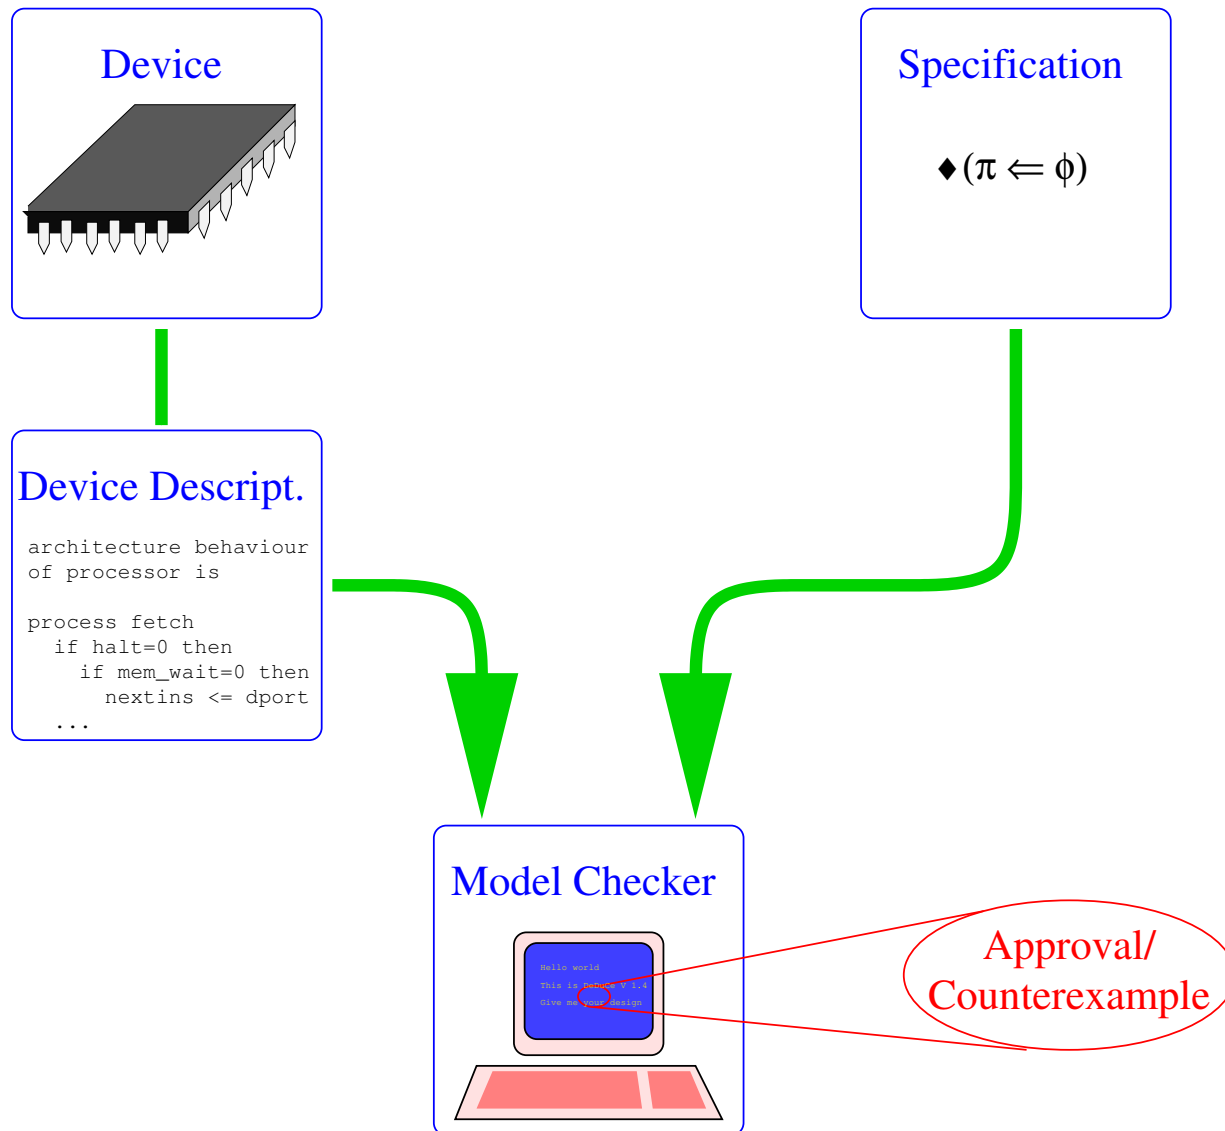 Device
Specification
♦(π ⇐ ϕ)
Device Descript.
architecture behaviour
of processor is
process fetch
if halt=0 then
if mem_wait=0 then
nextins <= dport
...
Model Checker
Hello world
This is DeDuCe V 1.4
Give me your design
Approval/
Counterexample